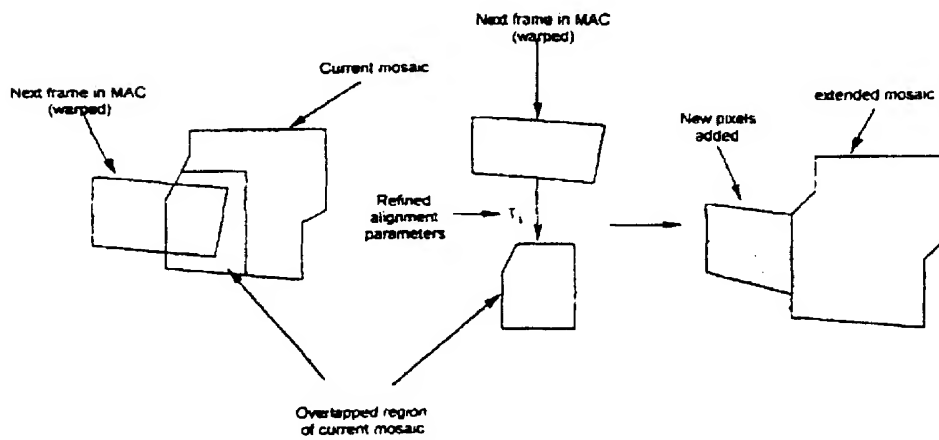 Next frame in MAC
(warped)
Current mosaic
Next frame in MAC
(warped)
extended mosaic
New pixels
added
Refined
alignment
parameters
Overlapped region
of current mosaic